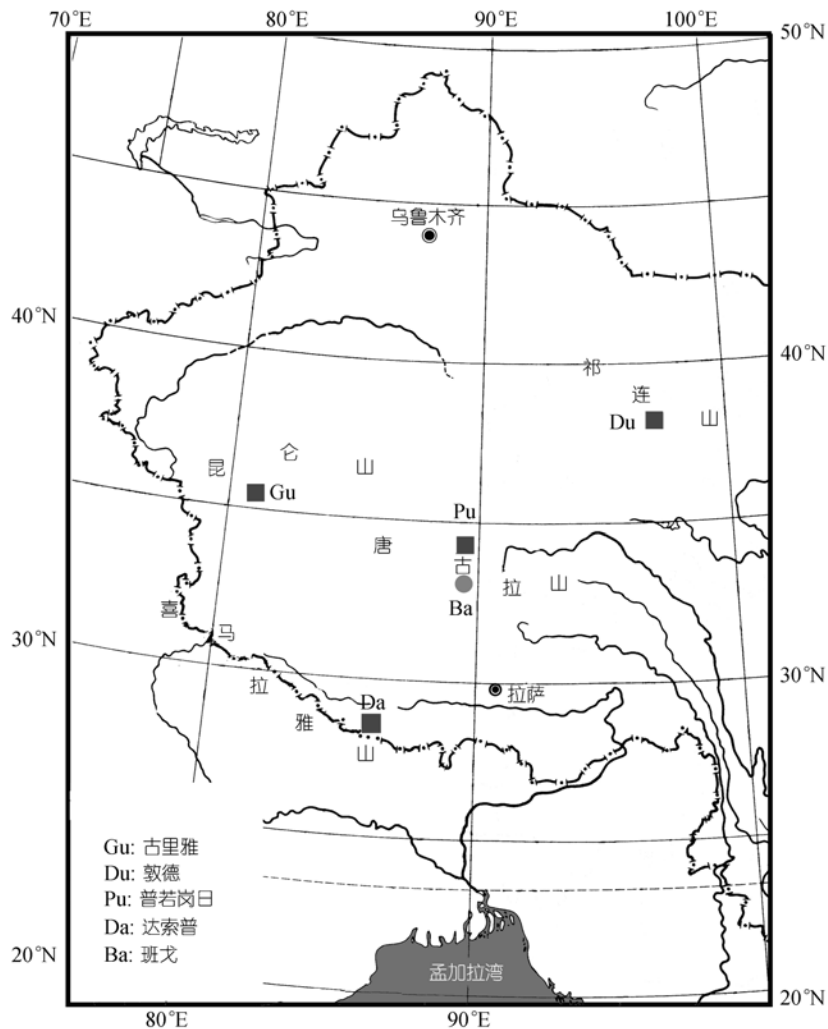 70°E 80°E 90°E 100°E
50°N
乌鲁木齐
40°N 40°N
祁
连
Du 山
昆 仑 山
Gu
Pu
唐
古
拉 山
Ba
喜
马
30°N 30°N
拉 Da 拉萨
雅
山
Gu: 古里雅
Du: 敦德
Pu: 普若岗日
Da: 达索普
Ba: 班戈
孟加拉湾
20°N 20°N
80°E 90°E